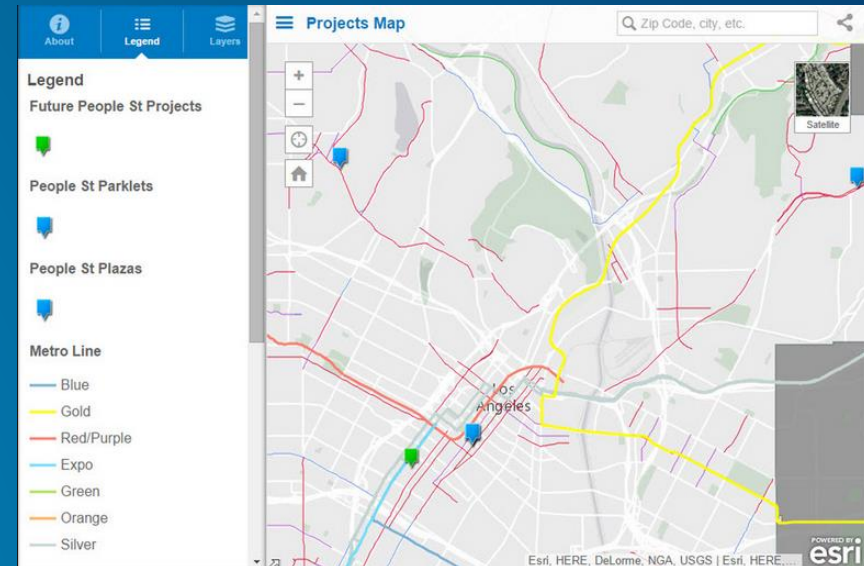 About
Legend
Layers
Projects Map
Zip Code, city, etc.
Legend
Future People St Projects
People St Parklets
People St Plazas
Metro Line
Blue
Gold
Red/Purple
Expo
Green
Orange
Silver
Satellite
Los
Angeles
Esri, HERE, DeLorme, NGA, USGS | Esri, HERE,...
POWERED BY
esri